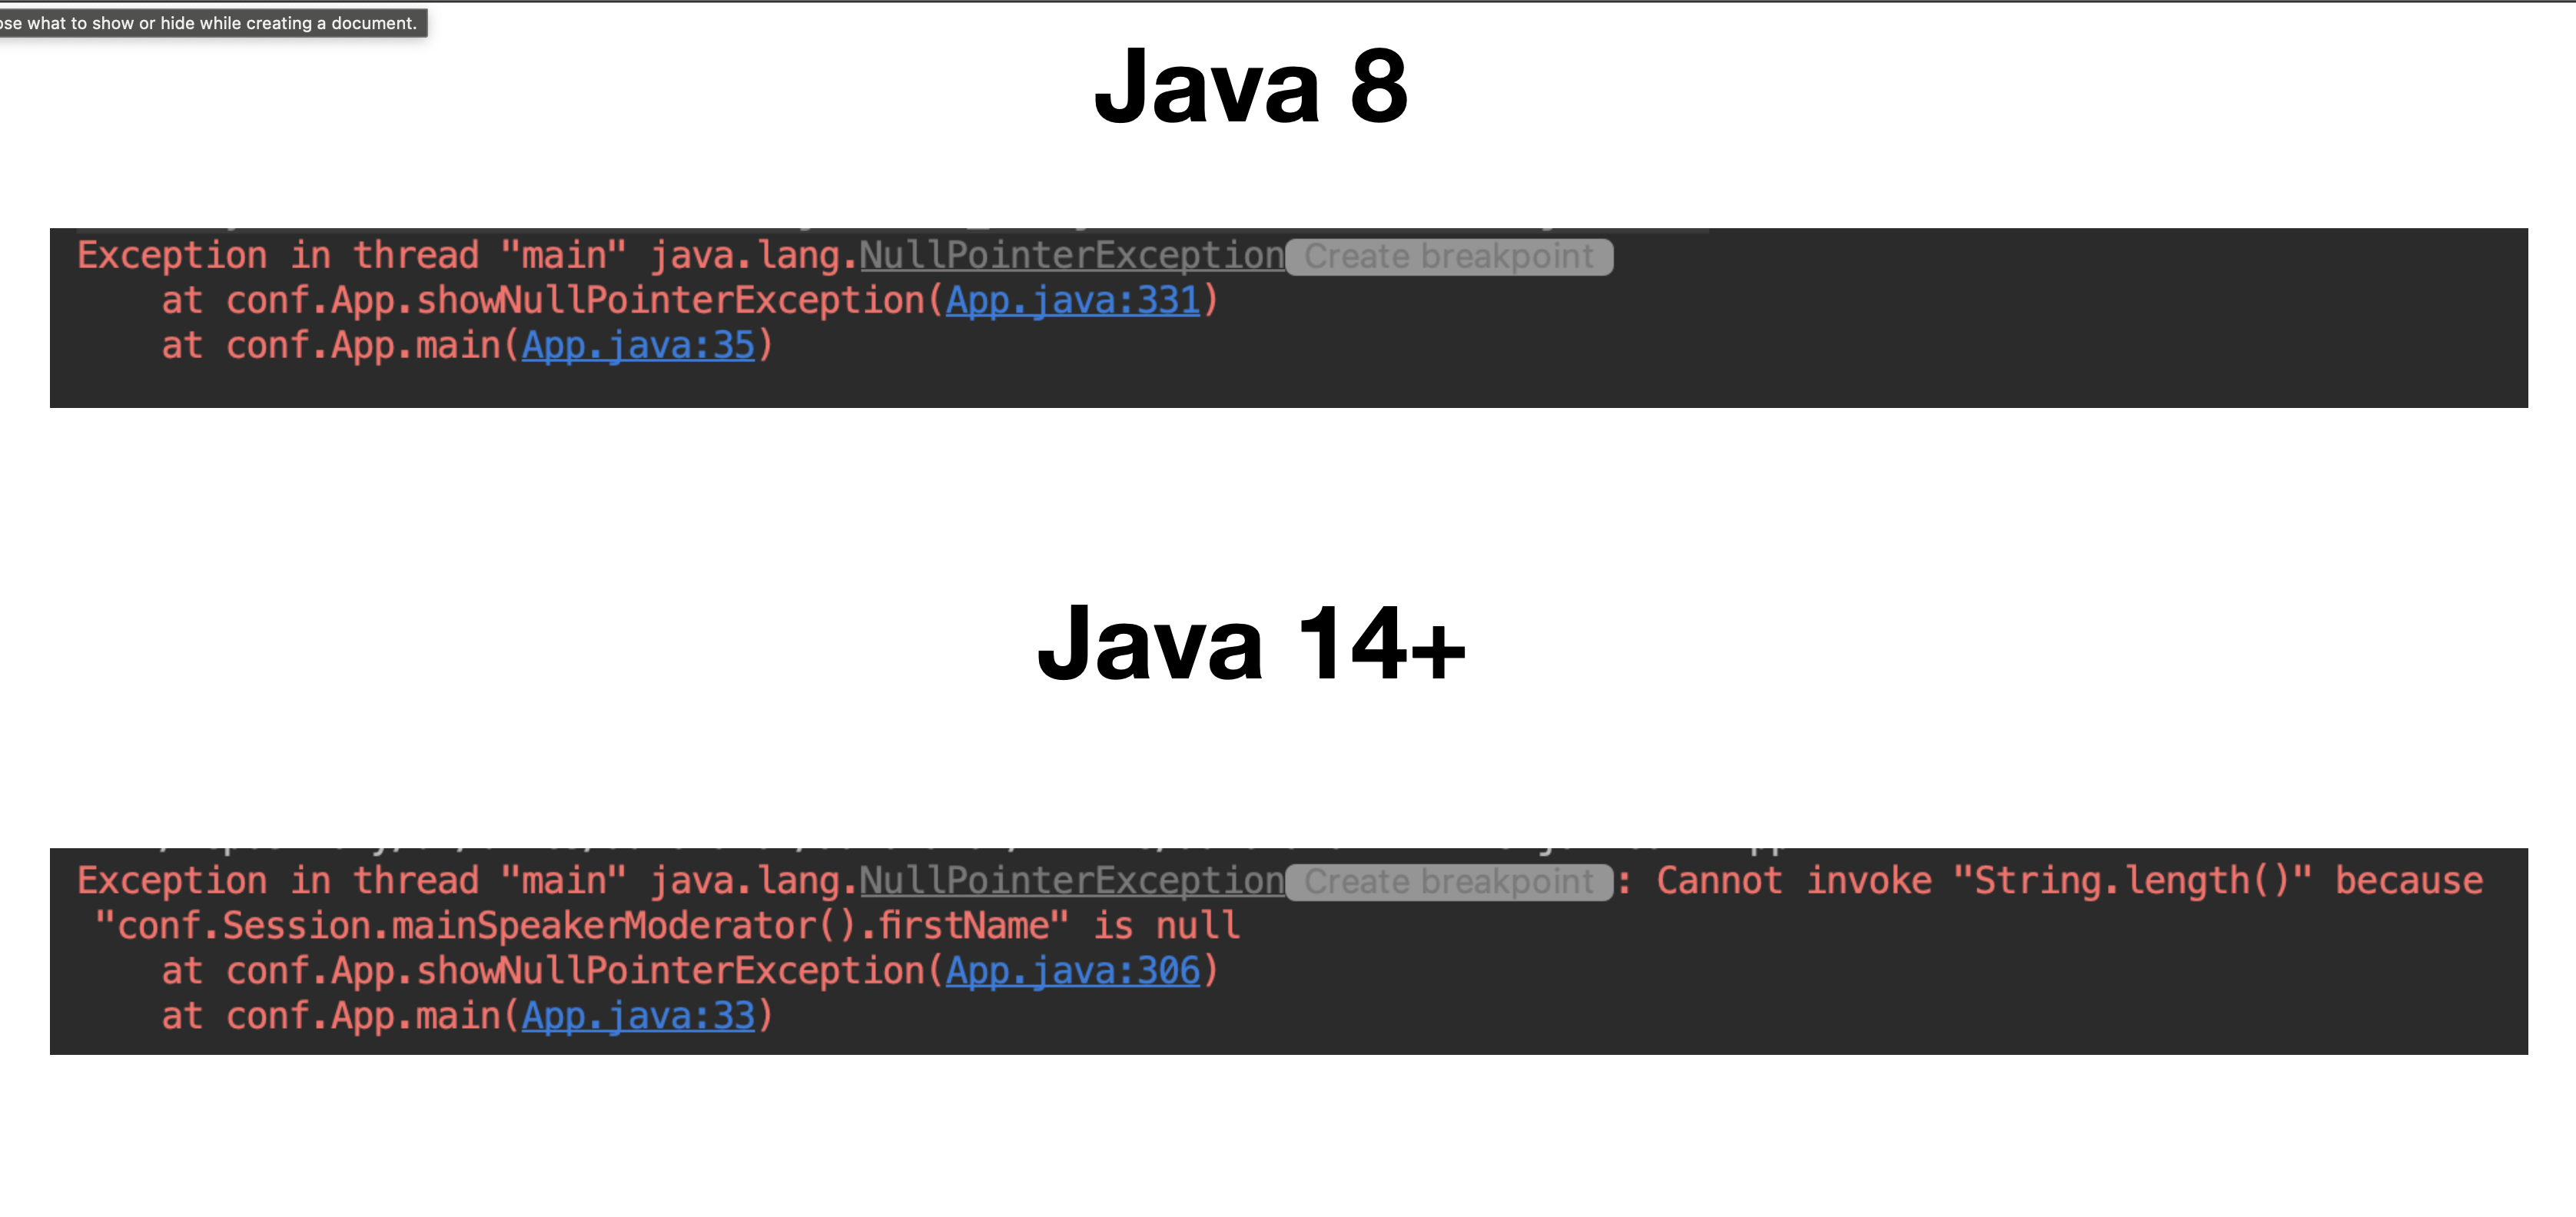 ose what to show or hide while creating a document.
Java 8
Exception in thread "main" java.lang.NullPointerException Create breakpoint
at conf.App.showNullPointerException(App.java:331)
at conf.App.main(App.java:35)
Java 14+
Exception in thread "main" java.lang.NullPointerException Create breakpoint : Cannot invoke "String.length()" because
"conf.Session.mainSpeakerModerator().firstName" is null
at conf.App.showNullPointerException(App.java:306)
at conf.App.main(App.java:33)